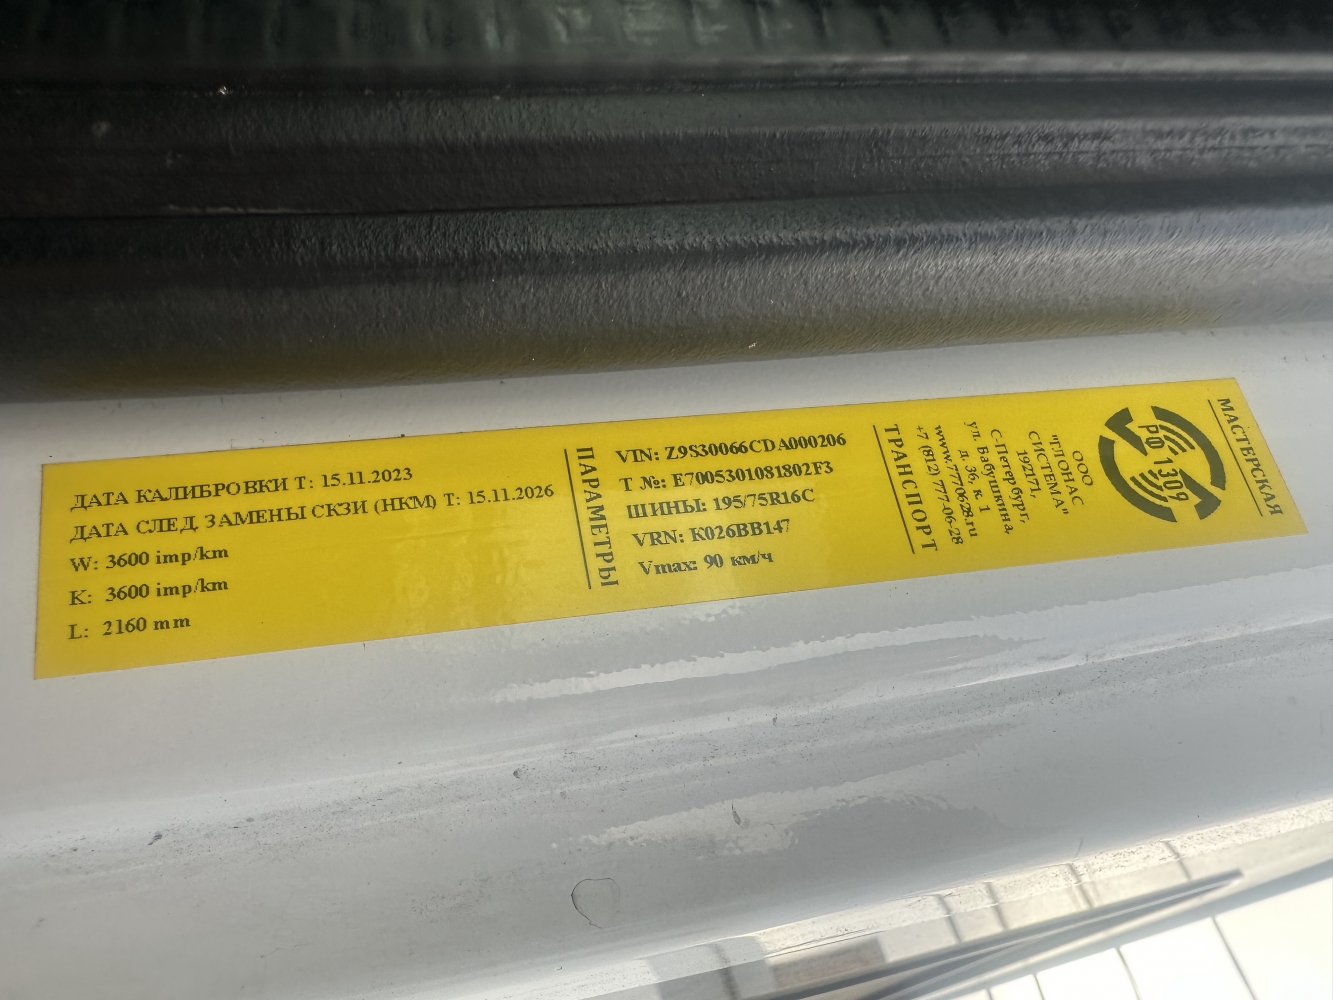 ДАТА КАЛИБРОВКИ Т: 15.11.2023
ДАТА СЛЕД. ЗАМЕНЫ СКЗИ (НКМ) Т: 15.11.2026
W: 3600 imp/km
K: 3600 imp/km
L: 2160 mm
ПАРАМЕТРЫ
VIN: Z9S30066CDA000206
Т №: E7005301081802F3
ШИНЫ: 195/75R16C
VRN: K026BB147
Vmax: 90 км/ч
ТРАНСПОРТ
ООО
"ГЛОНАС
СИСТЕМА"
192171,
С-Петербург,
ул. Бабушкина,
д. 36, к. 1
www.7770628.ru
+7 (812) 777-06-28
РФ 1309
МАСТЕРСКАЯ